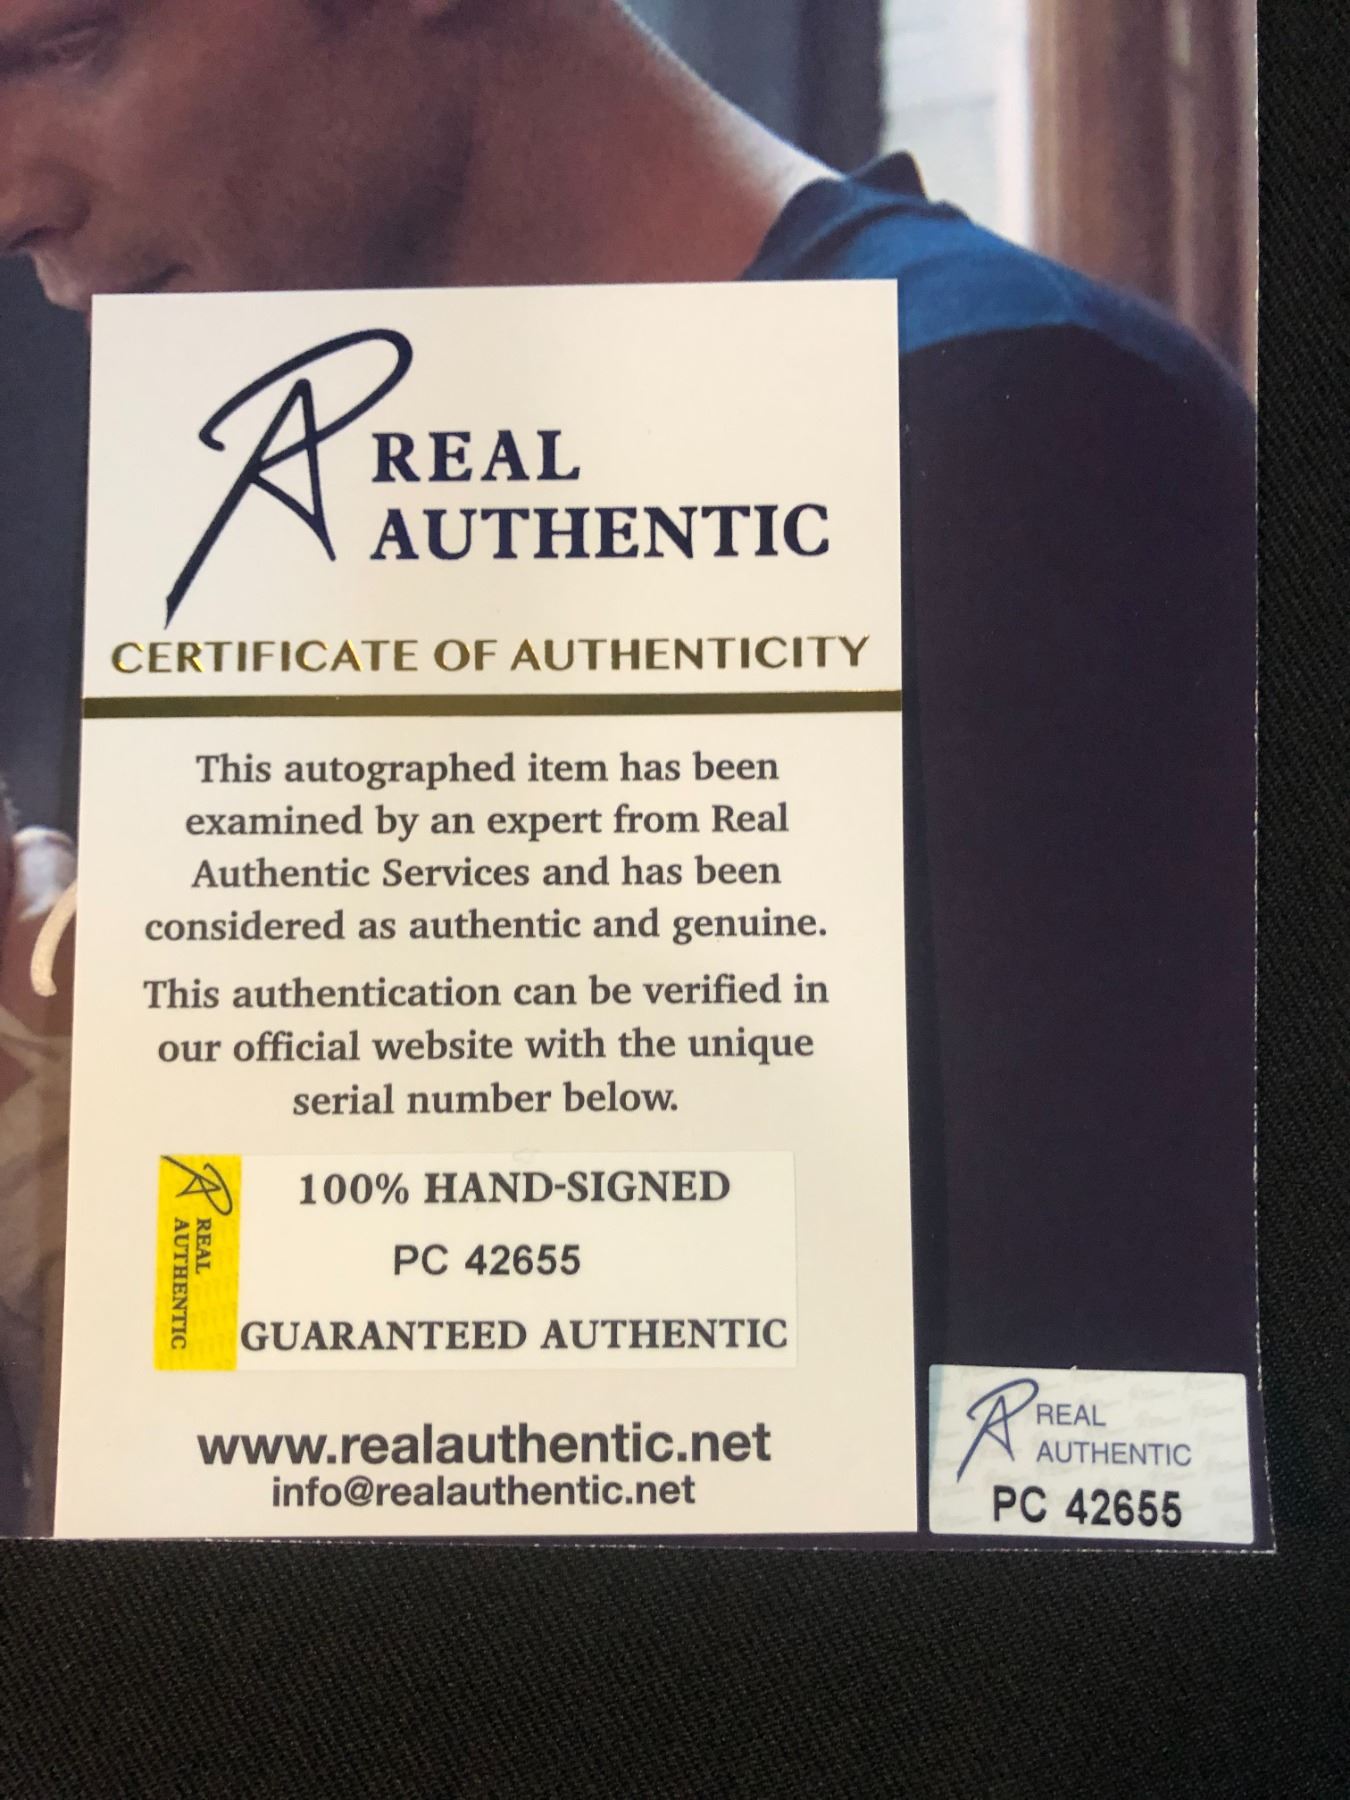 REAL
AUTHENTIC
CERTIFICATE OF AUTHENTICITY
This autographed item has been
examined by an expert from Real
Authentic Services and has been
considered as authentic and genuine.
This authentication can be verified in
our official website with the unique
serial number below.
REAL
AUTHENTIC
100% HAND-SIGNED
PC 42655
GUARANTEED AUTHENTIC
www.realauthentic.net
info@realauthentic.net
REAL
AUTHENTIC
PC 42655